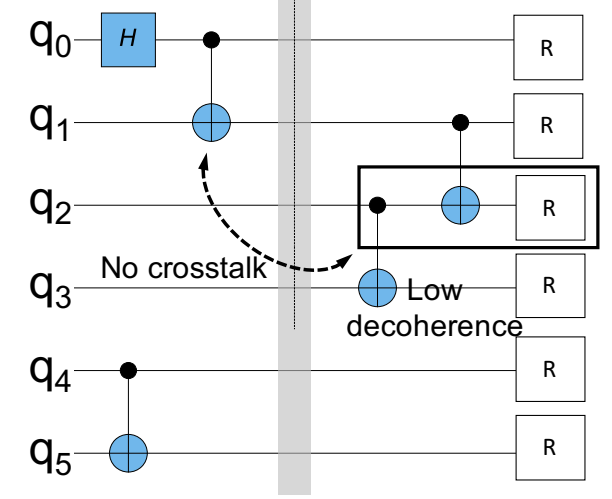 q0 H R
q1 R
q2 R
No crosstalk
q3 Low R
decoherence
q4 R
q5 R